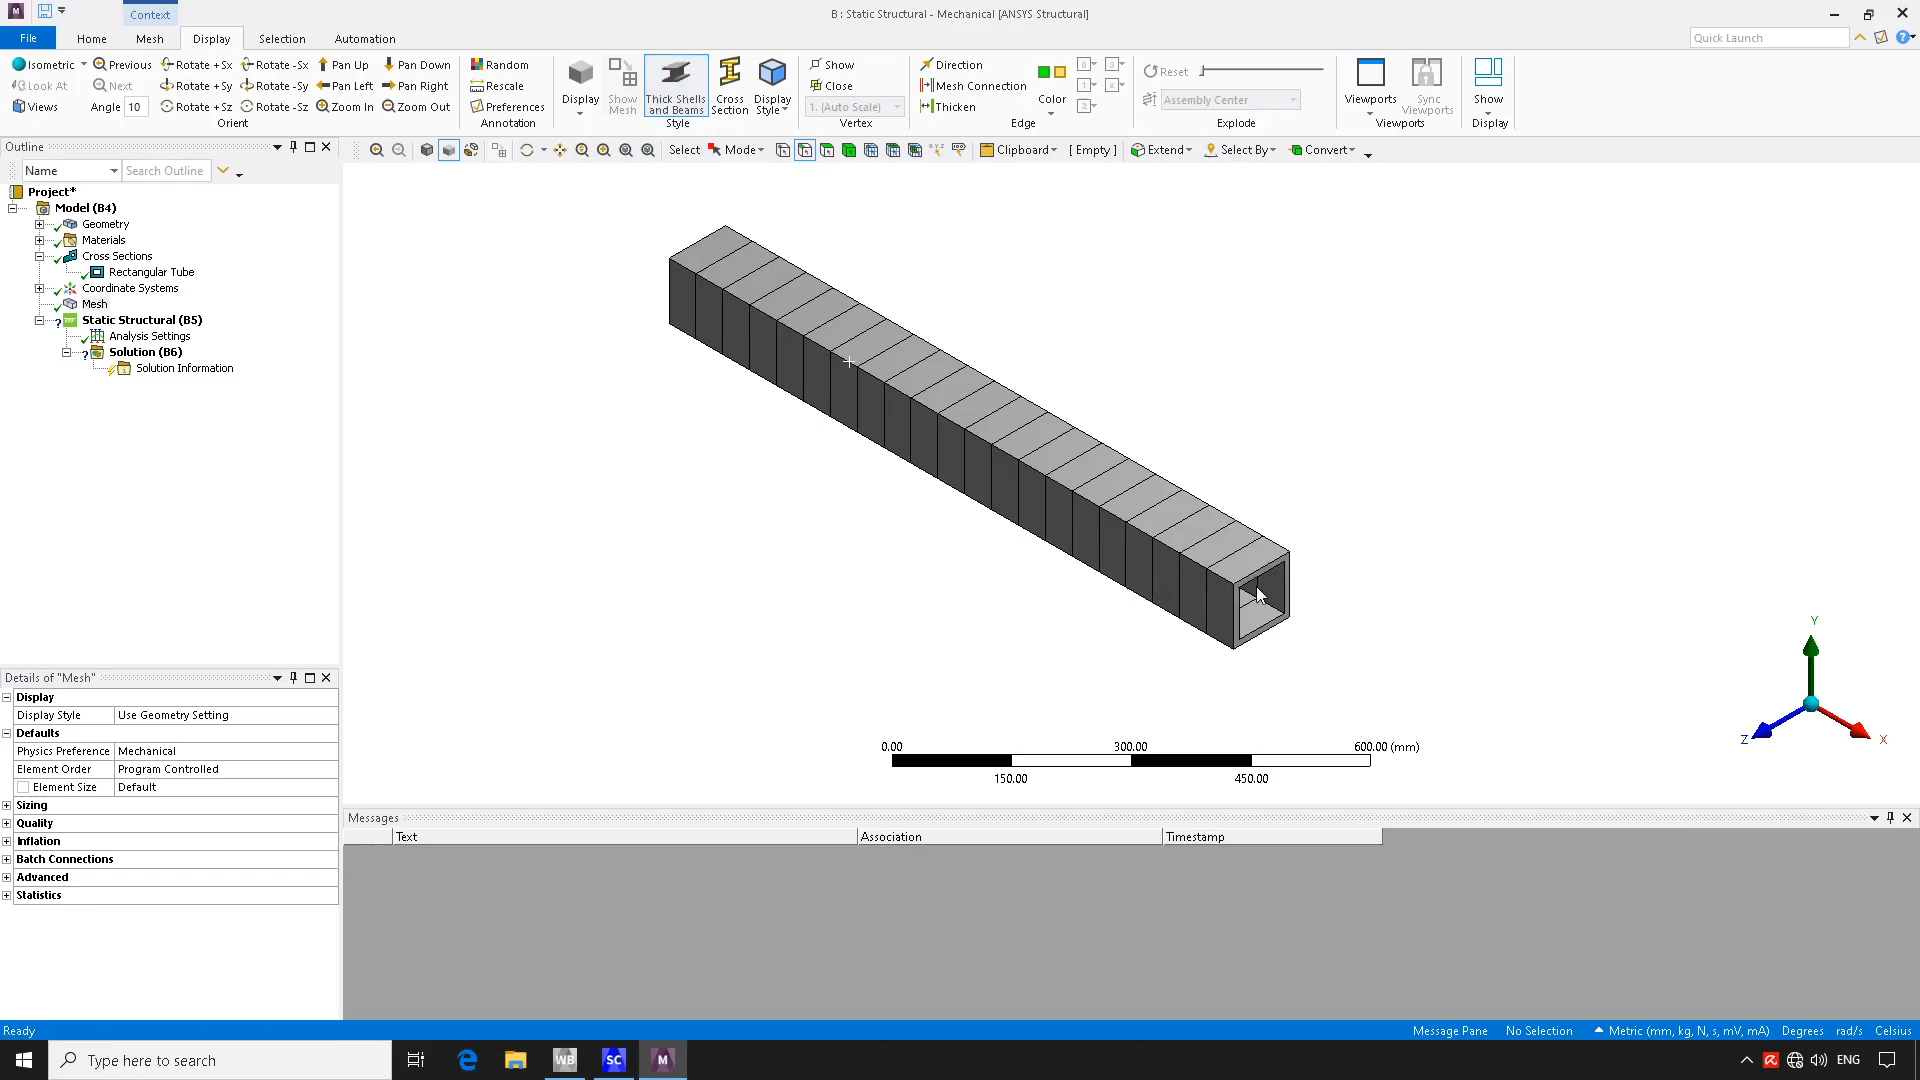 Context
B : Static Structural - Mechanical [ANSYS Structural]
File Home Mesh Display Selection Automation
Quick Launch
Isometric Previous Rotate +Sx Rotate -Sx Pan Up Pan Down
Look At Next Rotate +Sy Rotate -Sy Pan Left Pan Right
Views Angle 10 Rotate +Sz Rotate -Sz Zoom In Zoom Out
Orient
Random
Rescale
Preferences
Annotation
Display
Show
Mesh
Thick Shells
and Beams
Cross
Section
Display
Style
Style
Show
Close
1. (Auto Scale)
Vertex
Direction
Mesh Connection
Thicken
Color
0 3
1 x
2
Edge
Reset
Assembly Center
Explode
Viewports
Sync
Viewports
Viewports
Show
Display
Outline
Select Mode Clipboard [ Empty ] Extend Select By Convert
Name Search Outline
Project*
Model (B4)
Geometry
Materials
Cross Sections
Rectangular Tube
Coordinate Systems
Mesh
Static Structural (B5)
Analysis Settings
Solution (B6)
Solution Information
Y
Z
X
0.00 300.00 600.00 (mm)
150.00 450.00
Details of "Mesh"
Display
Display Style Use Geometry Setting
Defaults
Physics Preference Mechanical
Element Order Program Controlled
Element Size Default
Sizing
Quality
Inflation
Batch Connections
Advanced
Statistics
Messages
Text Association Timestamp
Ready
Message Pane No Selection Metric (mm, kg, N, s, mV, mA) Degrees rad/s Celsius
Type here to search
WB
SC
M
ENG